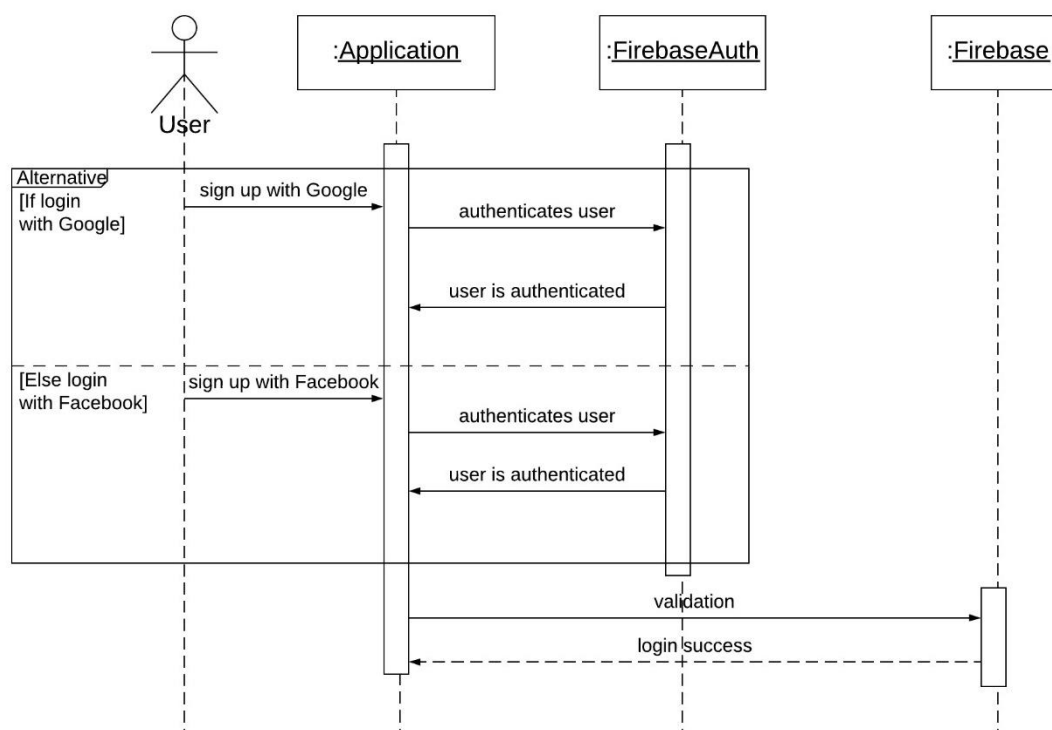 :Application
:FirebaseAuth
:Firebase
User
Alternative
[If login
with Google]
sign up with Google
authenticates user
user is authenticated
[Else login
with Facebook]
sign up with Facebook
authenticates user
user is authenticated
validation
login success